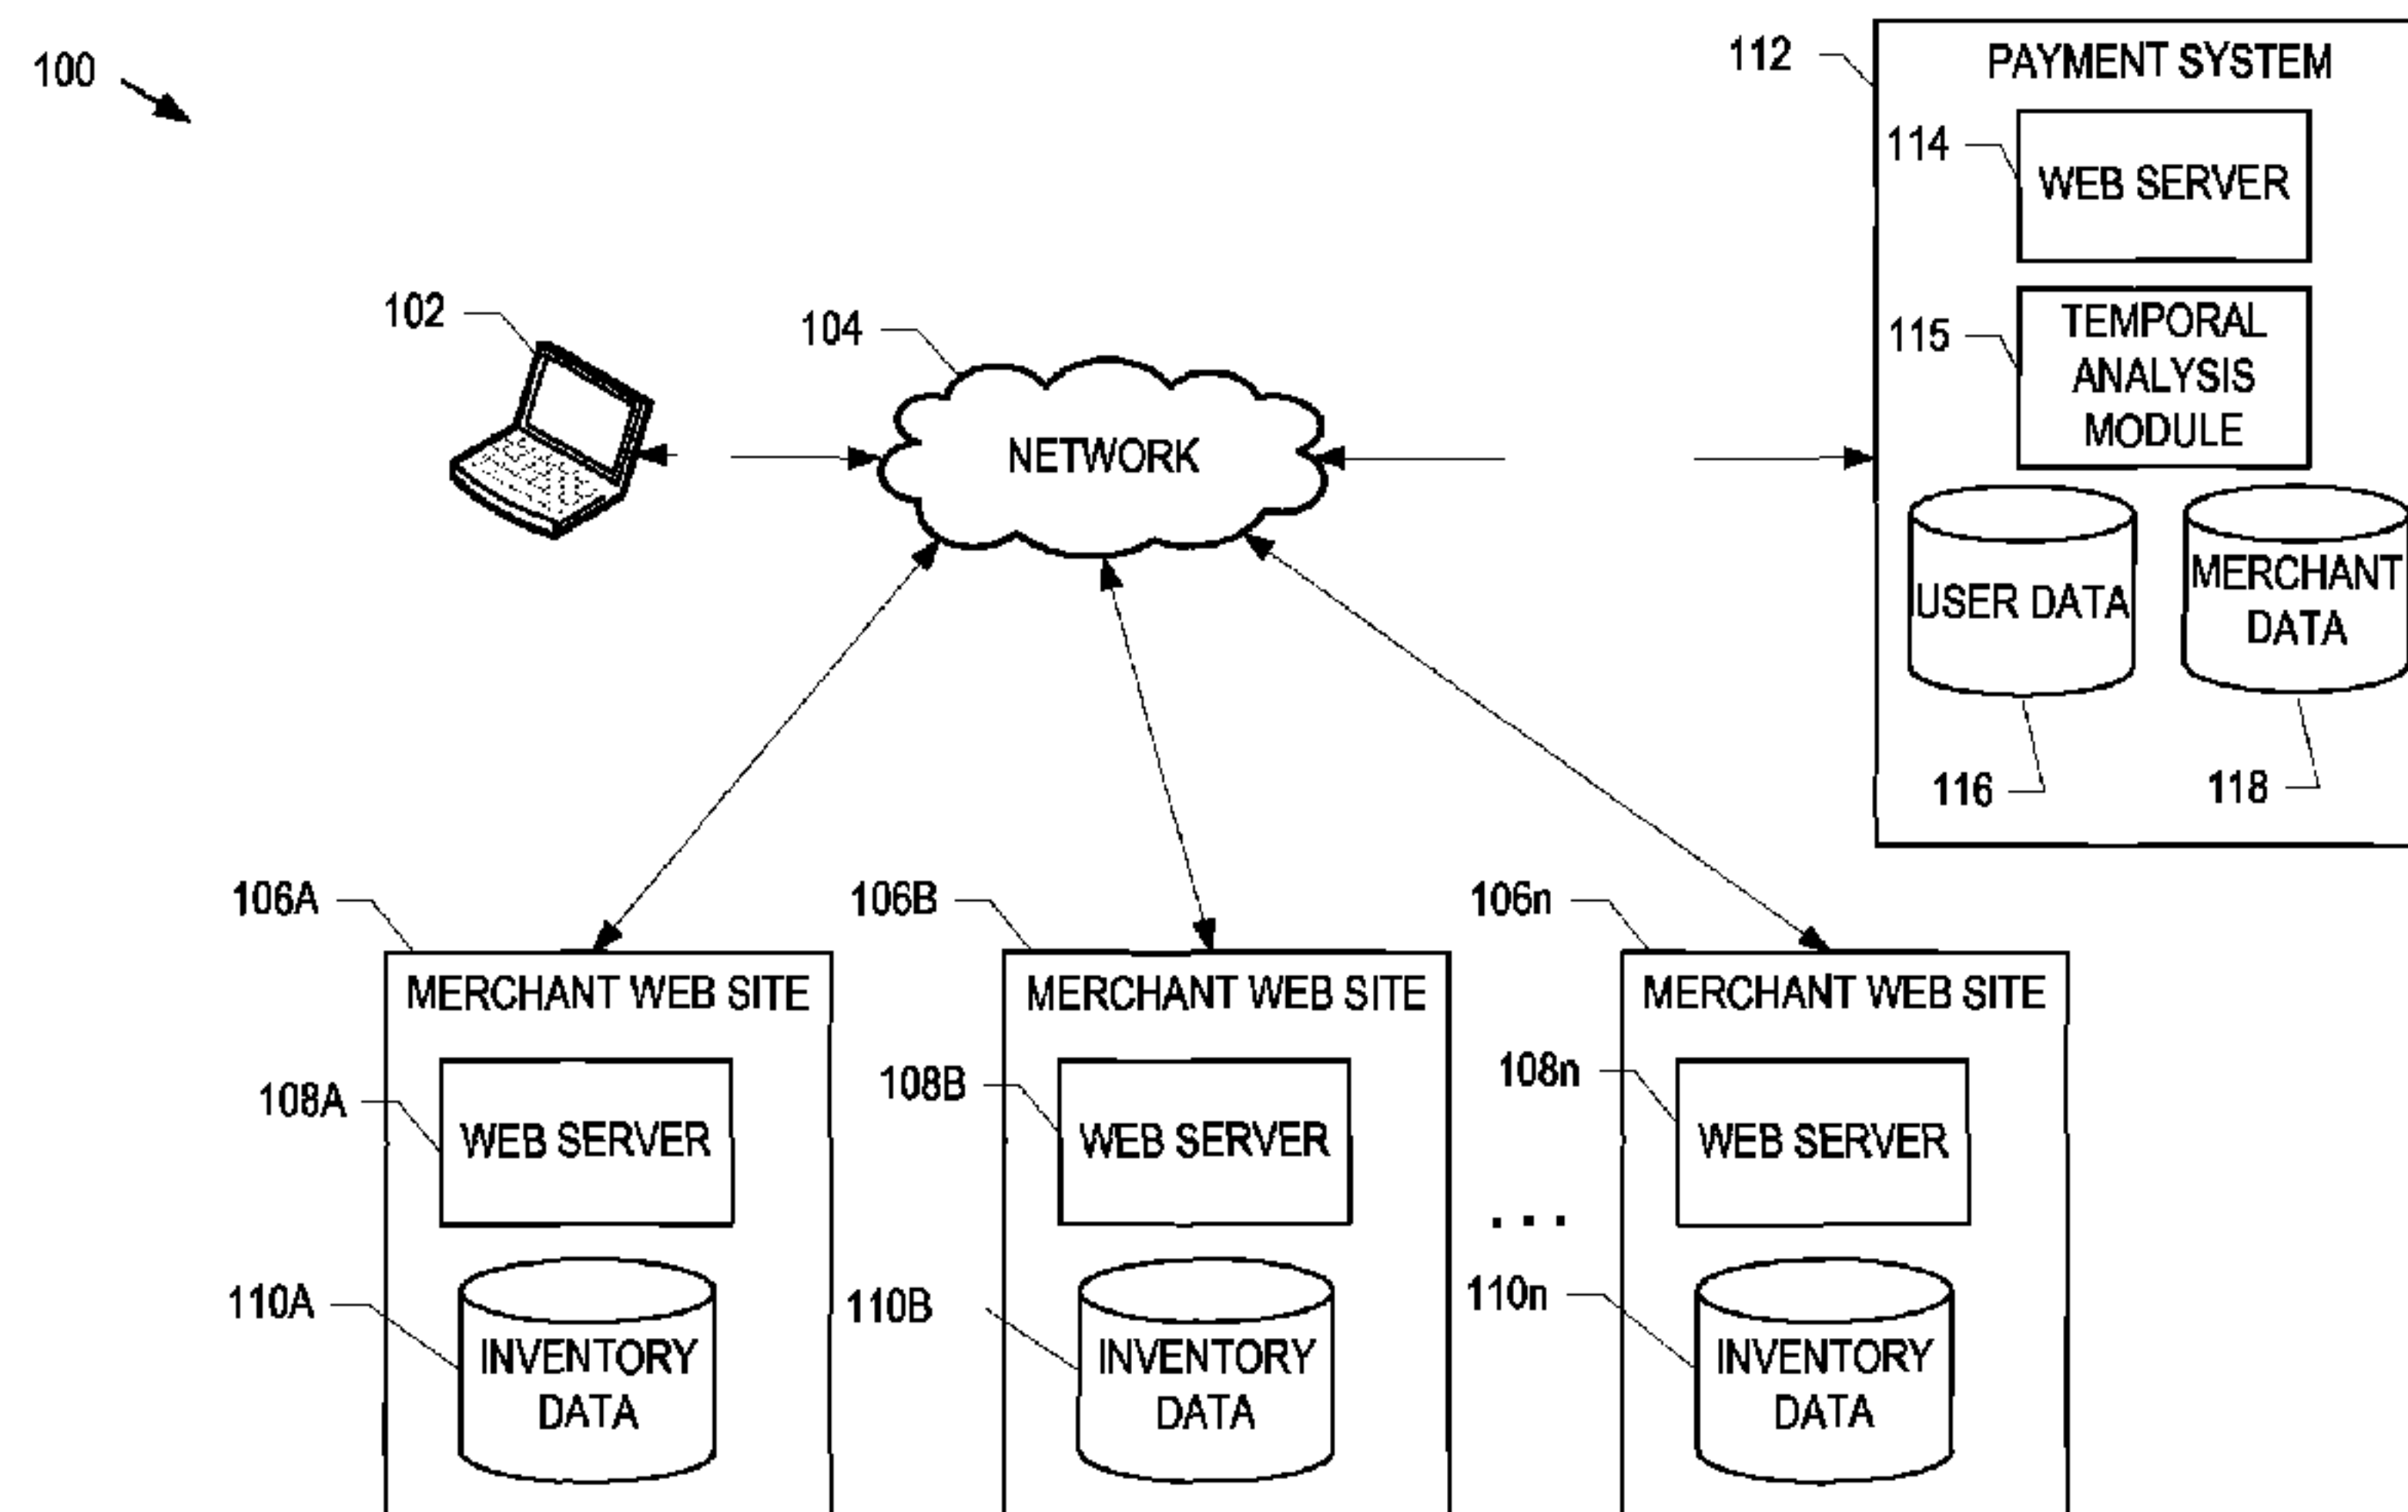 100
112
PAYMENT SYSTEM
114
WEB SERVER
102
104
115
TEMPORAL
ANALYSIS
MODULE
NETWORK
USER DATA
MERCHANT
DATA
116
118
106A
106B
106n
MERCHANT WEB SITE
MERCHANT WEB SITE
MERCHANT WEB SITE
108A
108B
108n
WEB SERVER
WEB SERVER
WEB SERVER
...
110A
110B
110n
INVENTORY
DATA
INVENTORY
DATA
INVENTORY
DATA